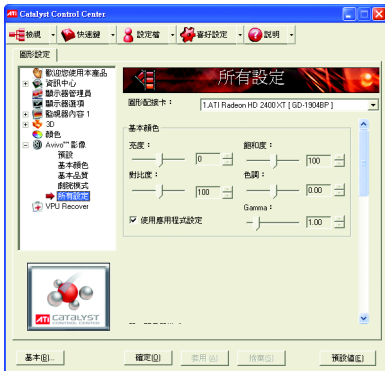 ATI Catalyst Control Center
檢視 快速鍵 設定檔 喜好設定 說明
圖形設定
歡迎您使用本產品
資訊中心
顯示器管理員
顯示器選項
監視器內容 1
3D
顏色
Avivo™ 影像
預設
基本顏色
基本品質
劇院模式
所有設定
VPU Recover
所有設定
圖形配接卡：
1.ATI Radeon HD 2400 XT [ GD-1904BP ]
基本顏色
亮度： 0
飽和度： 100
對比度： 100
色調： 0.00
使用應用程式設定
Gamma： 1.00
ATI CATALYST
CONTROL CENTER
基本(B)... 確定(O) 套用(A) 捨棄(S) 預設值(E)